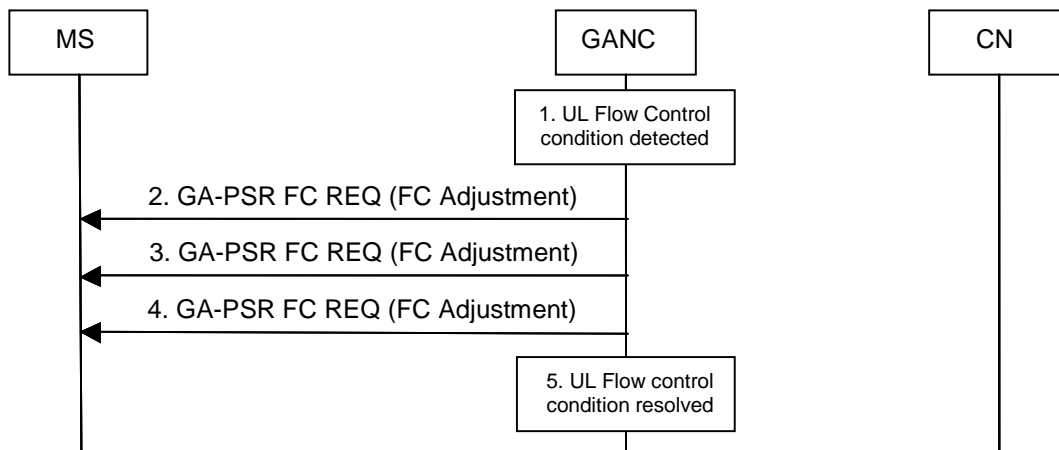 MS
GANC
CN
1. UL Flow Control
condition detected
2. GA-PSR FC REQ (FC Adjustment)
3. GA-PSR FC REQ (FC Adjustment)
4. GA-PSR FC REQ (FC Adjustment)
5. UL Flow control
condition resolved